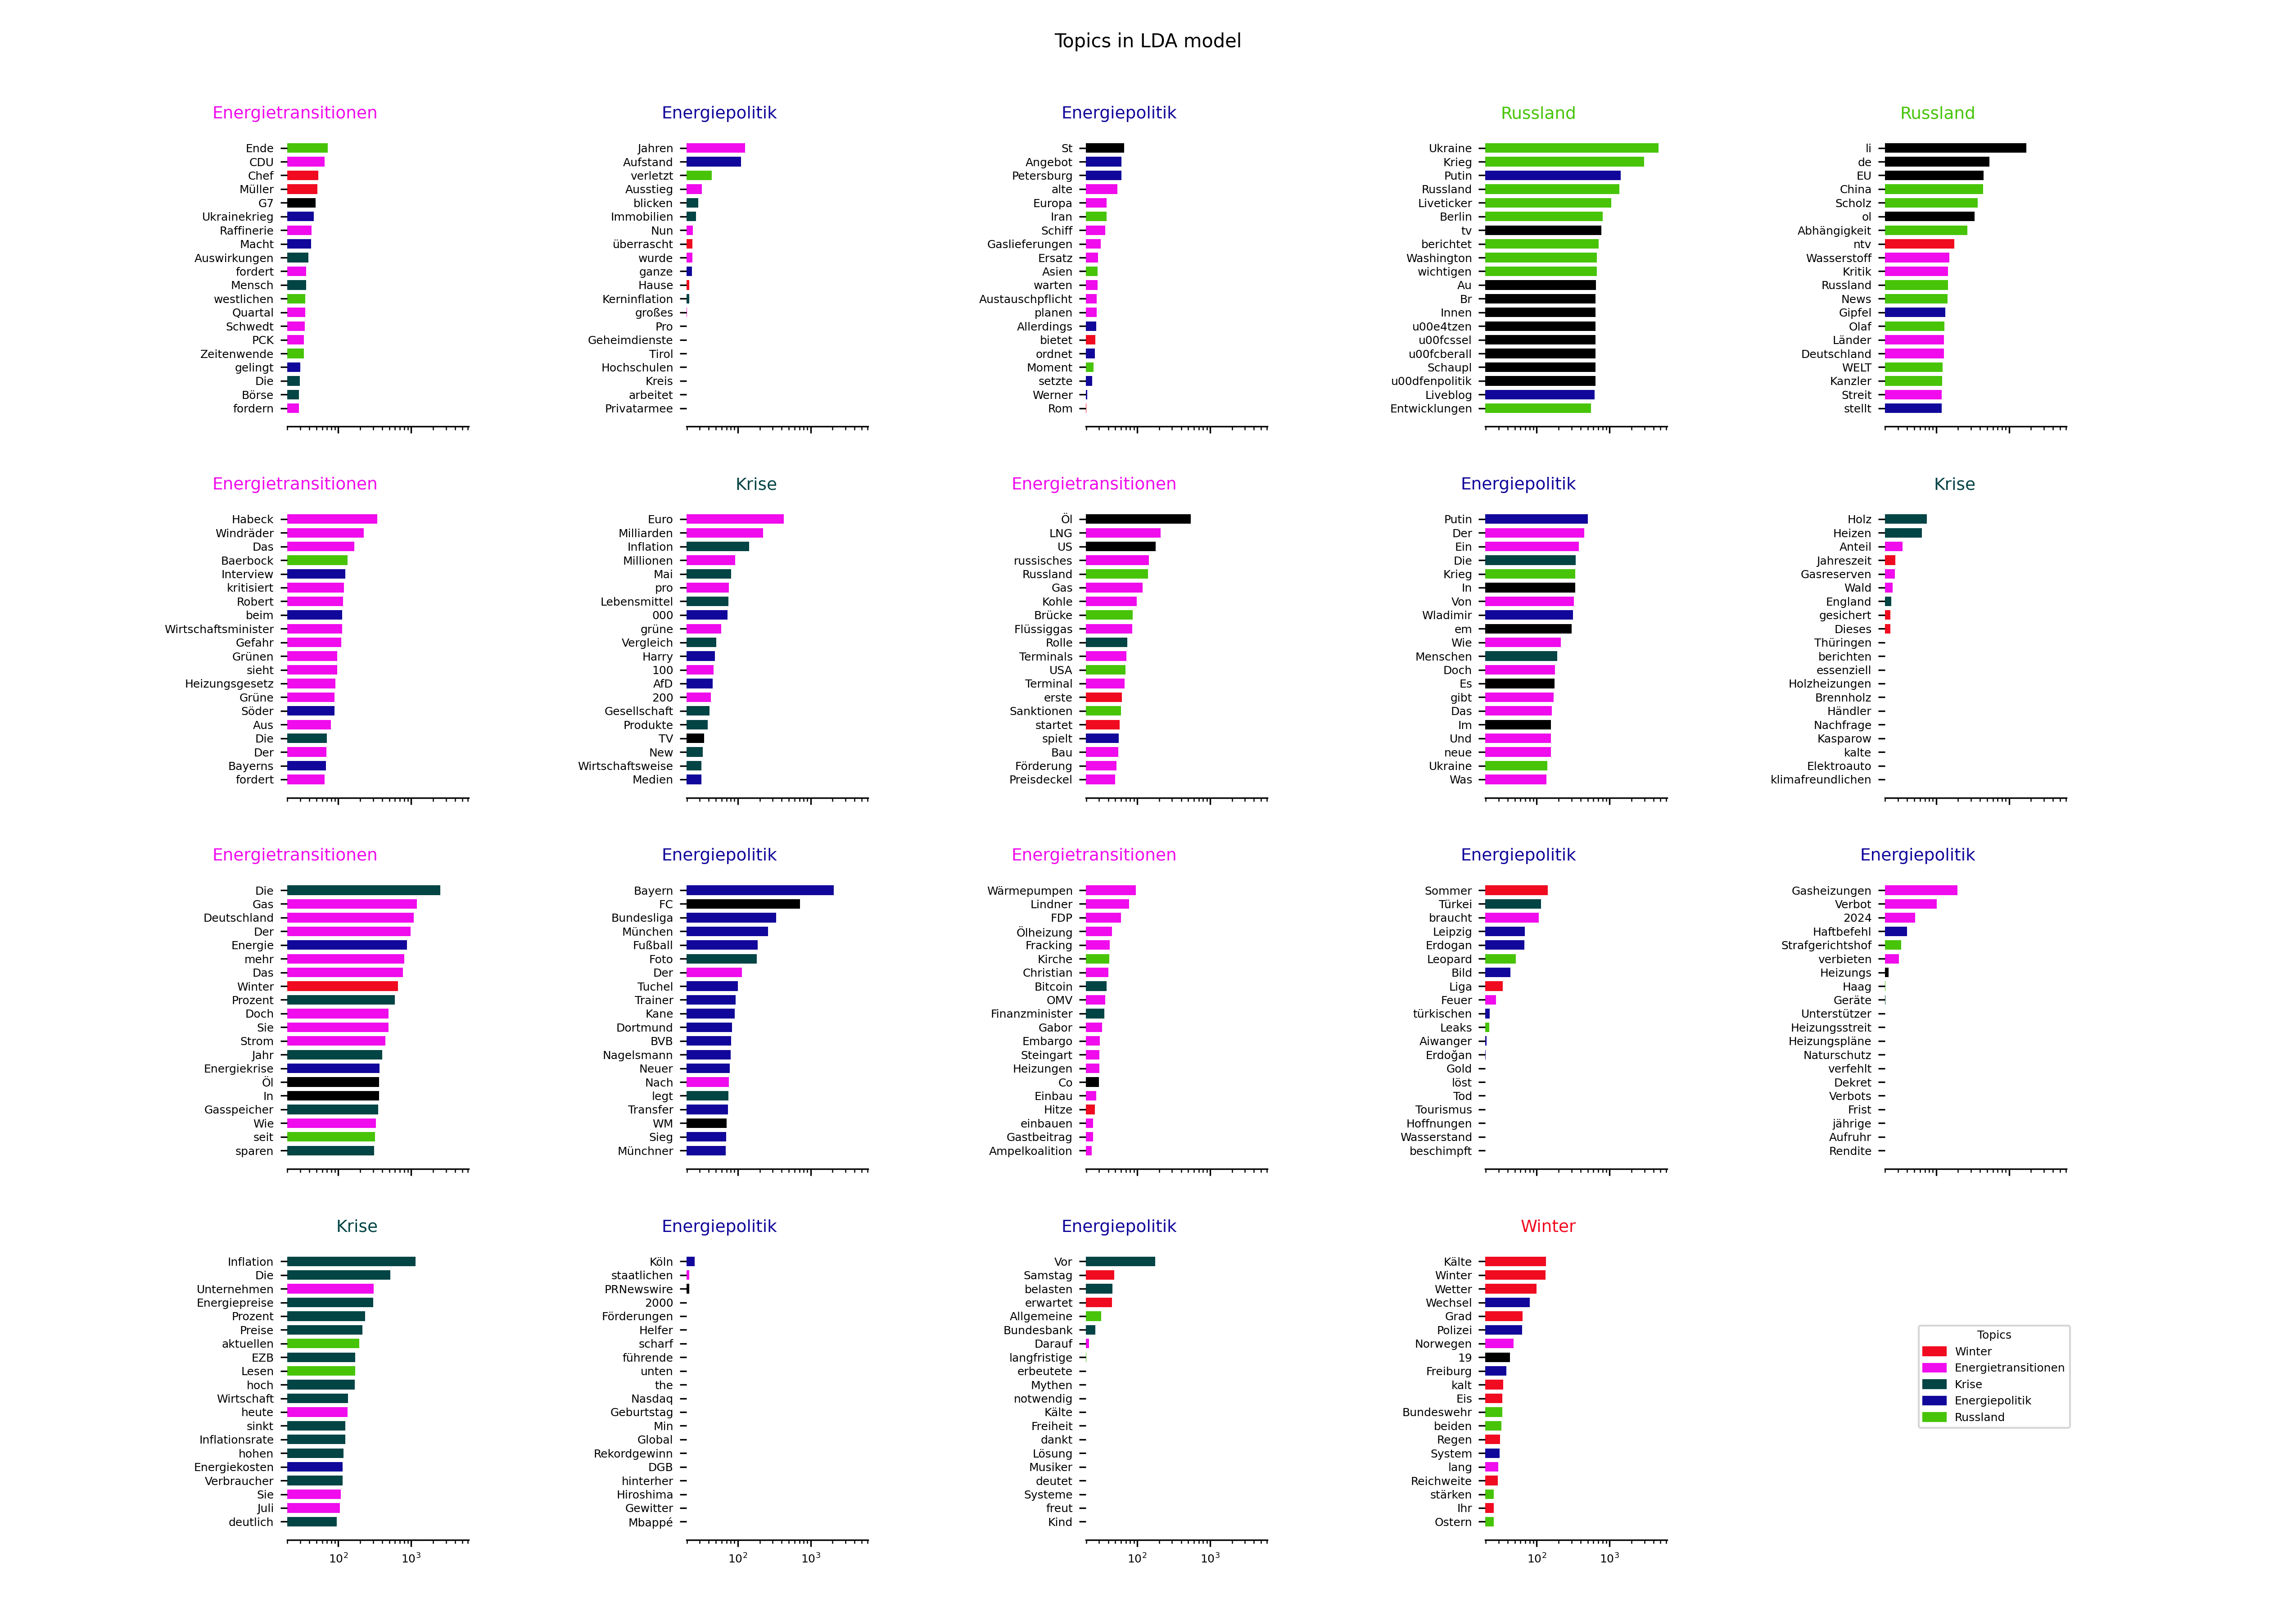 Topics in LDA model
Energietransitionen
Ende
CDU
Chef
Müller
G7
Ukrainekrieg
Raffinerie
Macht
Auswirkungen
fordert
Mensch
westlichen
Quartal
Schwedt
PCK
Zeitenwende
gelingt
Die
Börse
fordern
Energiepolitik
Jahren
Aufstand
verletzt
Ausstieg
blicken
Immobilien
Nun
überrascht
wurde
ganze
Hause
Kerninflation
großes
Pro
Geheimdienste
Tirol
Hochschulen
Kreis
arbeitet
Privatarmee
Energiepolitik
St
Angebot
Petersburg
alte
Europa
Iran
Schiff
Gaslieferungen
Ersatz
Asien
warten
Austauschpflicht
planen
Allerdings
bietet
ordnet
Moment
setzte
Werner
Rom
Russland
Ukraine
Krieg
Putin
Russland
Liveticker
Berlin
tv
berichtet
Washington
wichtigen
Au
Br
Innen
u00e4tzen
u00fcssel
u00fcberall
Schaupl
u00dfenpolitik
Liveblog
Entwicklungen
Russland
li
de
EU
China
Scholz
ol
Abhängigkeit
ntv
Wasserstoff
Kritik
Russland
News
Gipfel
Olaf
Länder
Deutschland
WELT
Kanzler
Streit
stellt
Energietransitionen
Habeck
Windräder
Das
Baerbock
Interview
kritisiert
Robert
beim
Wirtschaftsminister
Gefahr
Grünen
sieht
Heizungsgesetz
Grüne
Söder
Aus
Die
Der
Bayerns
fordert
Krise
Euro
Milliarden
Inflation
Millionen
Mai
pro
Lebensmittel
000
grüne
Vergleich
Harry
100
AfD
200
Gesellschaft
Produkte
TV
New
Wirtschaftsweise
Medien
Energietransitionen
Öl
LNG
US
russisches
Russland
Gas
Kohle
Brücke
Flüssiggas
Rolle
Terminals
USA
Terminal
erste
Sanktionen
startet
spielt
Bau
Förderung
Preisdeckel
Energiepolitik
Putin
Der
Ein
Die
Krieg
In
Von
Wladimir
em
Wie
Menschen
Doch
Es
gibt
Das
Im
Und
neue
Ukraine
Was
Krise
Holz
Heizen
Anteil
Jahreszeit
Gasreserven
Wald
England
gesichert
Dieses
Thüringen
berichten
essenziell
Holzheizungen
Brennholz
Händler
Nachfrage
Kasparow
kalte
Elektroauto
klimafreundlichen
Energietransitionen
Die
Gas
Deutschland
Der
Energie
mehr
Das
Winter
Prozent
Doch
Sie
Strom
Jahr
Energiekrise
Öl
In
Gasspeicher
Wie
seit
sparen
Energiepolitik
Bayern
FC
Bundesliga
München
Fußball
Foto
Der
Tuchel
Trainer
Kane
Dortmund
BVB
Nagelsmann
Neuer
Nach
legt
Transfer
WM
Sieg
Münchner
Energietransitionen
Wärmepumpen
Lindner
FDP
Ölheizung
Fracking
Kirche
Christian
Bitcoin
OMV
Finanzminister
Gabor
Embargo
Steingart
Heizungen
Co
Einbau
Hitze
einbauen
Gastbeitrag
Ampelkoalition
Energiepolitik
Sommer
Türkei
braucht
Leipzig
Erdogan
Leopard
Bild
Liga
Feuer
türkischen
Leaks
Aiwanger
Erdoğan
Gold
löst
Tod
Tourismus
Hoffnungen
Wasserstand
beschimpft
Energiepolitik
Gasheizungen
Verbot
2024
Haftbefehl
Strafgerichtshof
verbieten
Heizungs
Haag
Geräte
Unterstützer
Heizungsstreit
Heizungspläne
Naturschutz
verfehlt
Dekret
Verbots
Frist
jährige
Aufruhr
Rendite
Krise
Inflation
Die
Unternehmen
Energiepreise
Prozent
Preise
aktuellen
EZB
Lesen
hoch
Wirtschaft
heute
sinkt
Inflationsrate
hohen
Energiekosten
Verbraucher
Sie
Juli
deutlich
10² 10³
Energiepolitik
Köln
staatlichen
PRNewswire
2000
Förderungen
Helfer
scharf
führende
unten
the
Nasdaq
Geburtstag
Min
Global
Rekordgewinn
DGB
hinterher
Hiroshima
Gewitter
Mbappé
10² 10³
Energiepolitik
Vor
Samstag
belasten
erwartet
Allgemeine
Bundesbank
Darauf
langfristige
erbeutete
Mythen
notwendig
Kälte
Freiheit
dankt
Lösung
Musiker
deutet
Systeme
freut
Kind
10² 10³
Winter
Kälte
Winter
Wetter
Wechsel
Grad
Polizei
Norwegen
19
Freiburg
kalt
Eis
Bundeswehr
beiden
Regen
System
lang
Reichweite
stärken
Ihr
Ostern
10² 10³
Topics
Winter
Energietransitionen
Krise
Energiepolitik
Russland